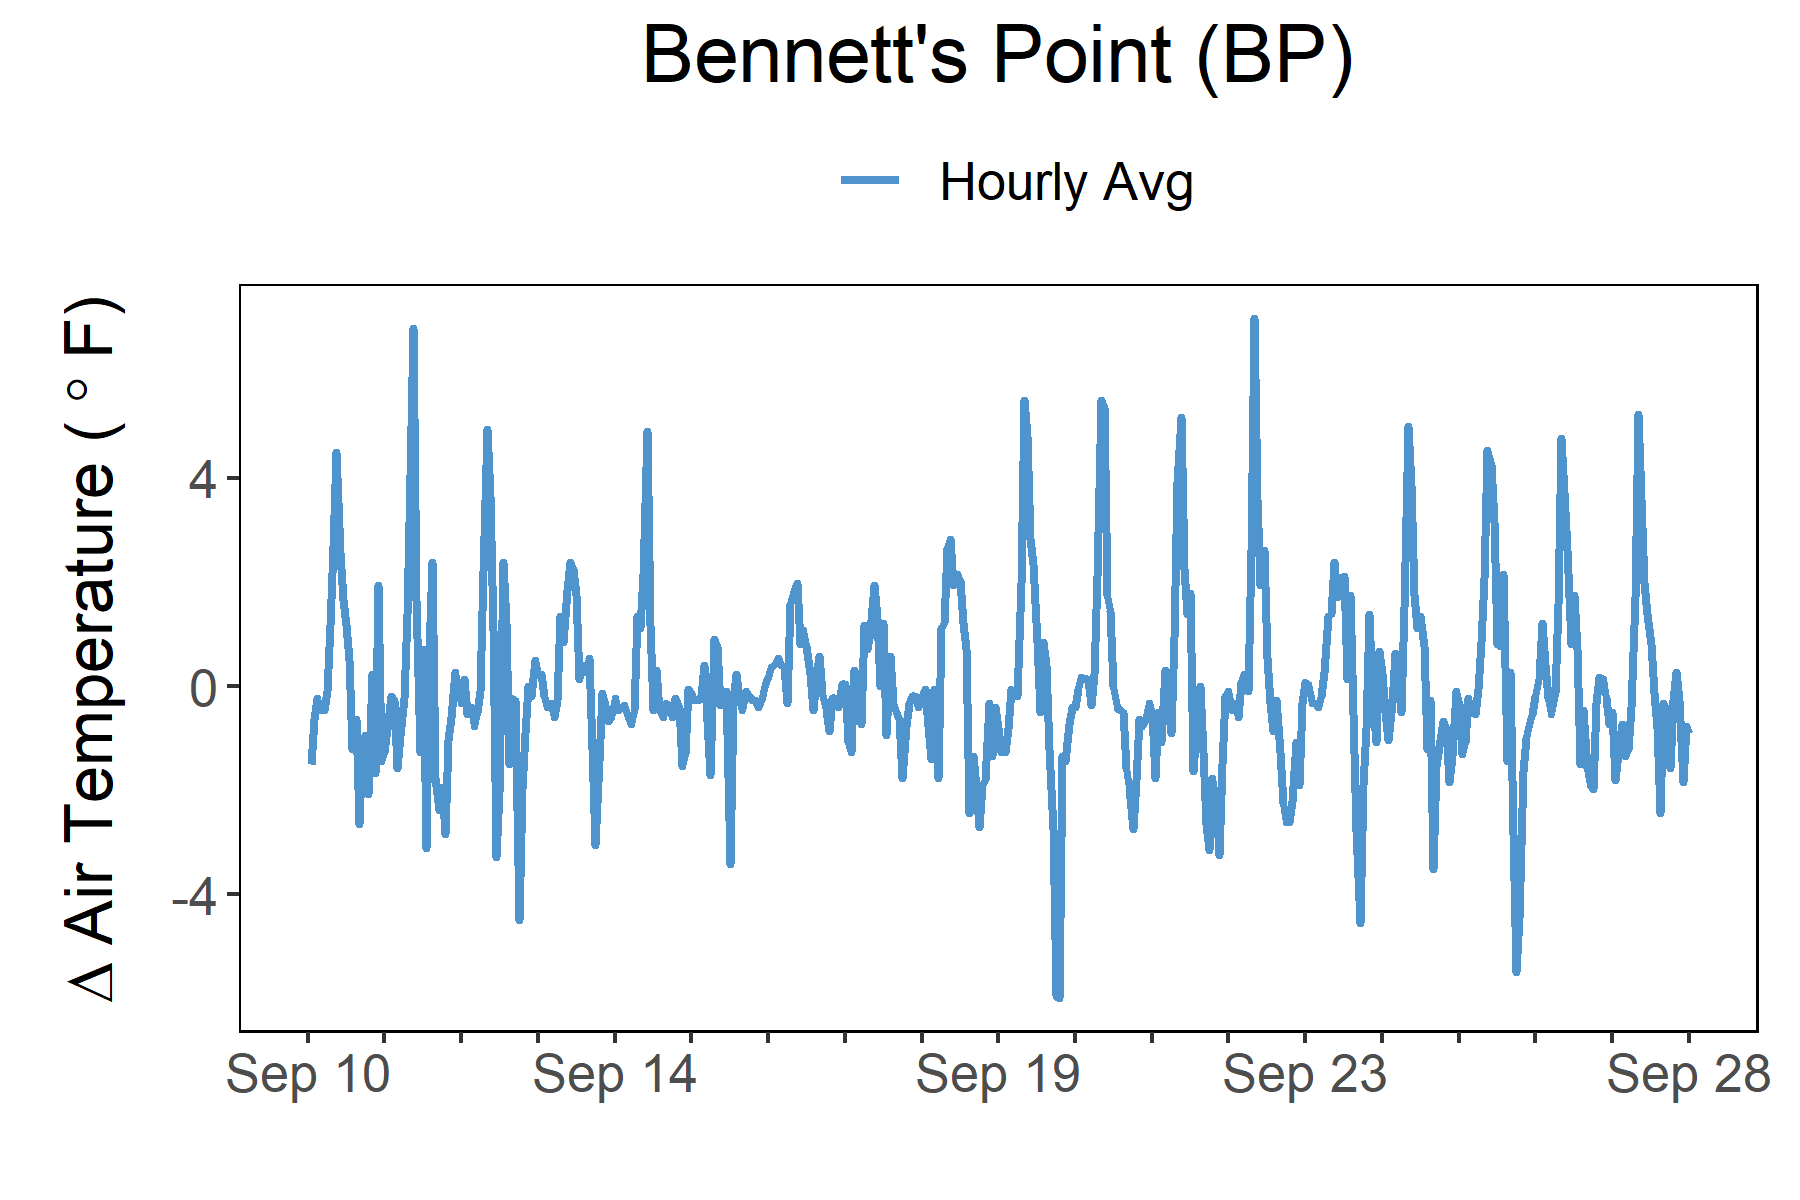 Bennett's Point (BP)
Hourly Avg
Δ Air Temperature ( ° F)
4
0
-4
Sep 10 Sep 14 Sep 19 Sep 23 Sep 28